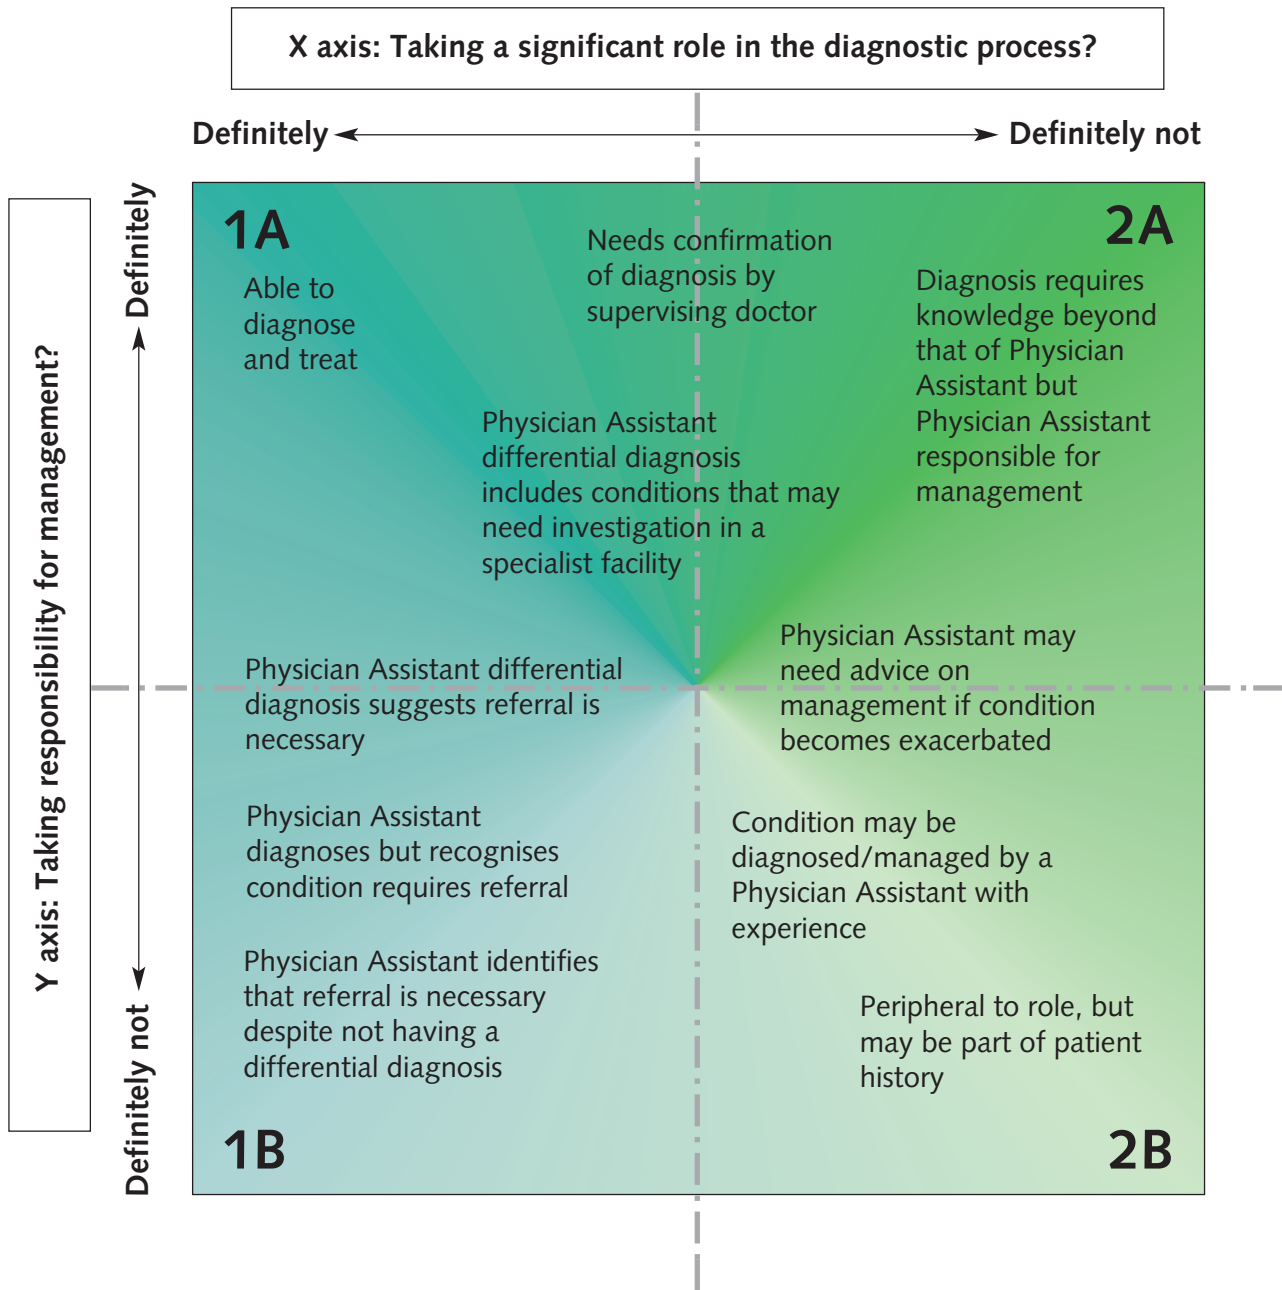 X axis: Taking a significant role in the diagnostic process?
Definitely
Definitely not
Y axis: Taking responsibility for management?
Definitely
Definitely not
1A
Able to
diagnose
and treat
Needs confirmation
of diagnosis by
supervising doctor
2A
Diagnosis requires
knowledge beyond
that of Physician
Assistant but
Physician Assistant
responsible for
management
Physician Assistant
differential diagnosis
includes conditions that may
need investigation in a
specialist facility
Physician Assistant differential
diagnosis suggests referral is
necessary
Physician Assistant may
need advice on
management if condition
becomes exacerbated
Physician Assistant
diagnoses but recognises
condition requires referral
Condition may be
diagnosed/managed by a
Physician Assistant with
experience
Physician Assistant identifies
that referral is necessary
despite not having a
differential diagnosis
Peripheral to role, but
may be part of patient
history
1B
2B